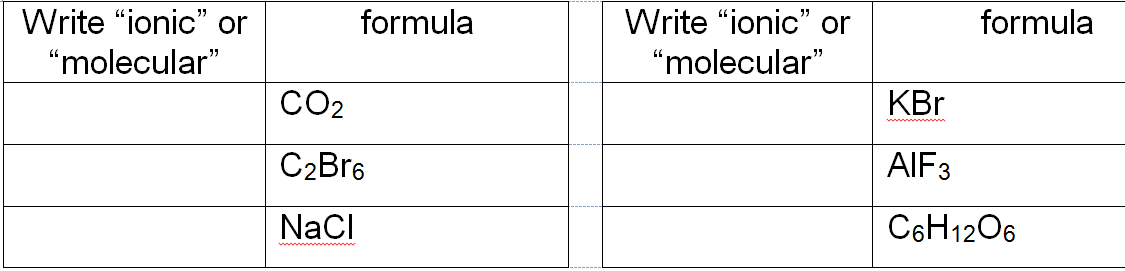 Write “ionic” or “molecular” formula Write “ionic” or “molecular” formula
CO2 KBr
C2Br6 AlF3
NaCl C6H12O6